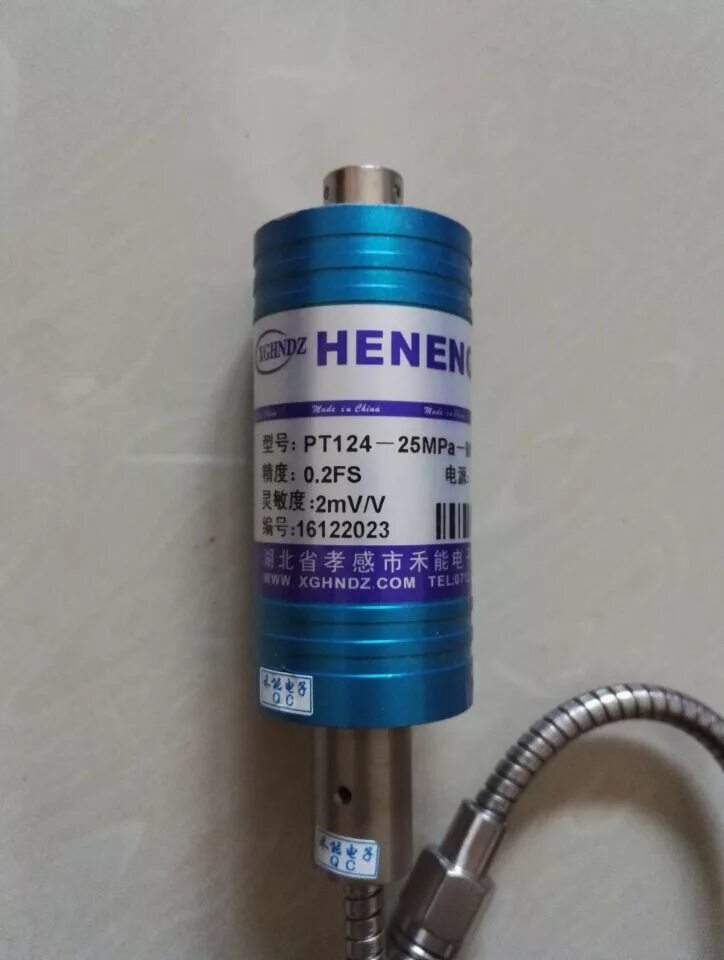 XGHNDZ HENENG
Made in China Made in China
型号: PT124-25MPa-
精度: 0.2FS 电源:
灵敏度:2mV/V
编号:16122023
湖北省孝感市禾能电子
WWW.XGHNDZ.COM TEL:071
禾能电子
QC
禾能电子
QC